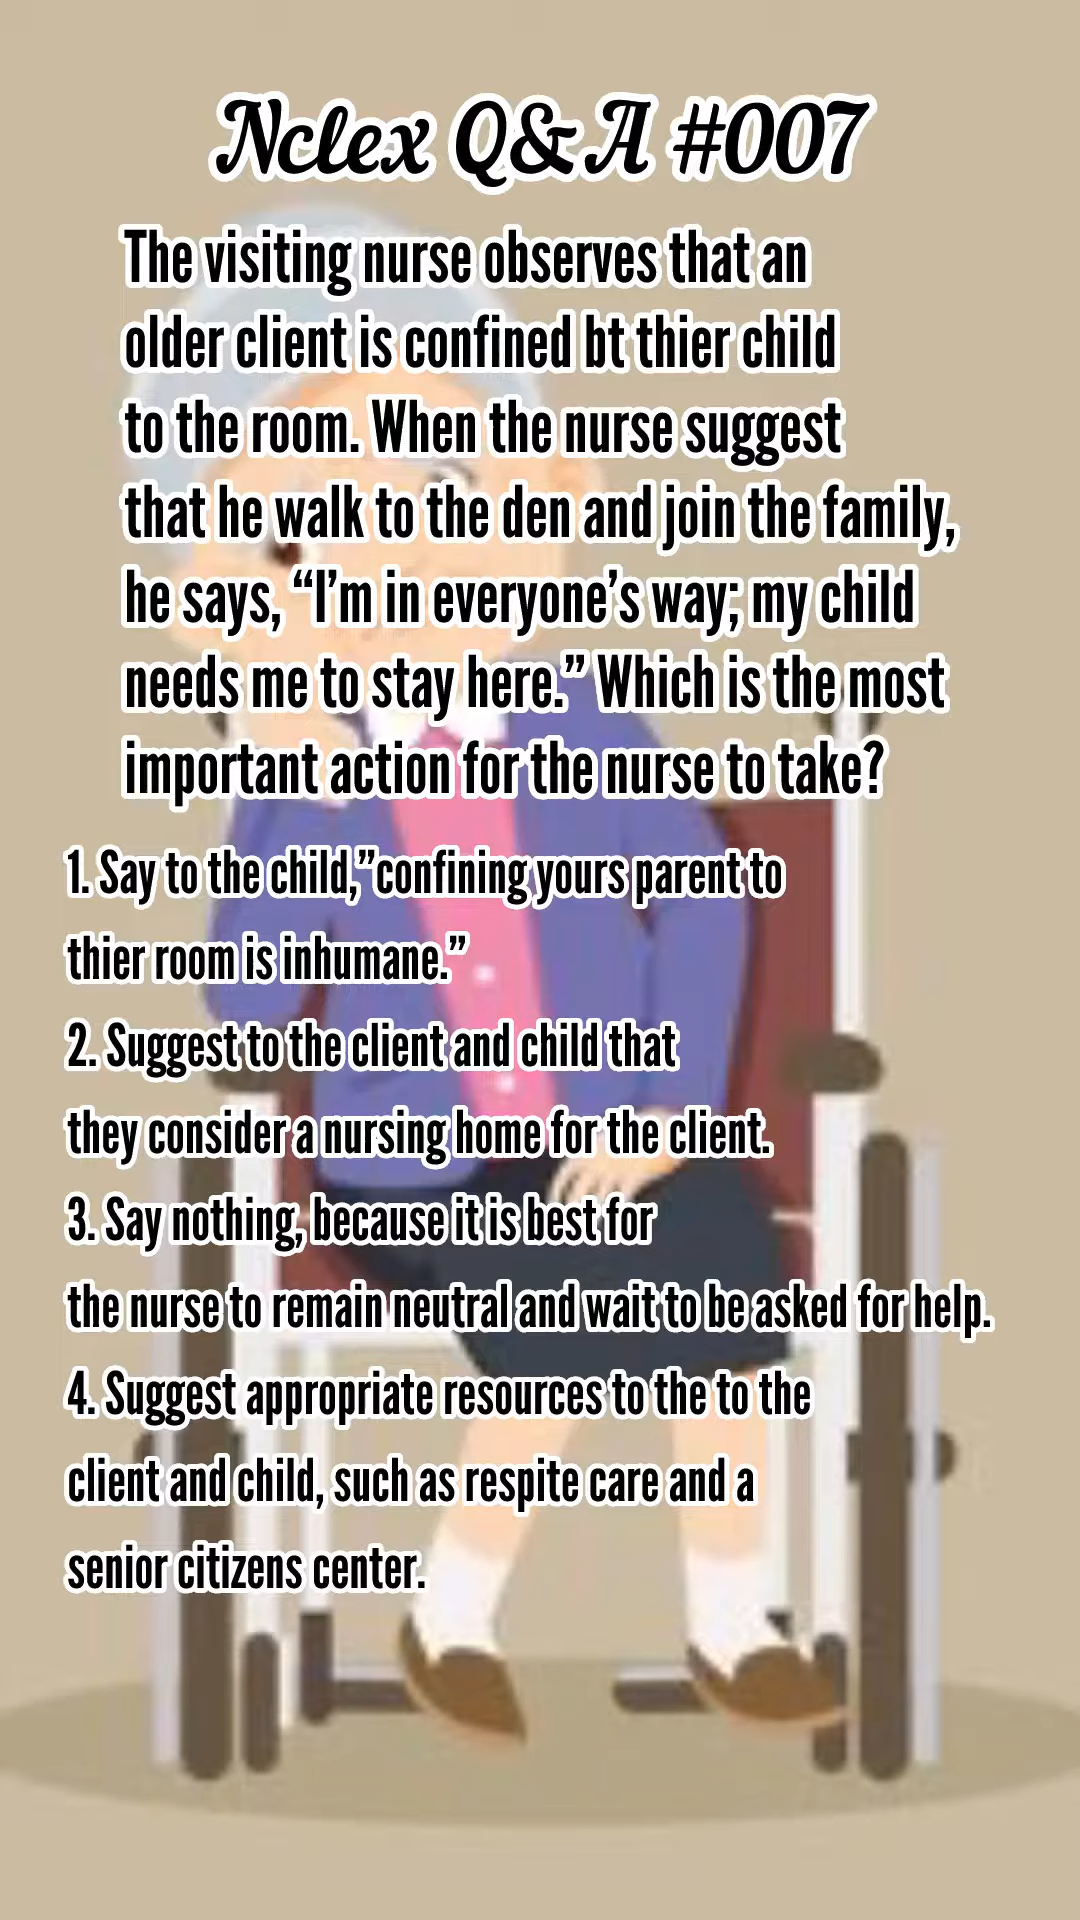 Nclex Q&A #007
The visiting nurse observes that an
older client is confined bt thier child
to the room. When the nurse suggest
that he walk to the den and join the family,
he says, “I’m in everyone’s way; my child
needs me to stay here.” Which is the most
important action for the nurse to take?
1. Say to the child,”confining yours parent to
thier room is inhumane.”
2. Suggest to the client and child that
they consider a nursing home for the client.
3. Say nothing, because it is best for
the nurse to remain neutral and wait to be asked for help.
4. Suggest appropriate resources to the to the
client and child, such as respite care and a
senior citizens center.